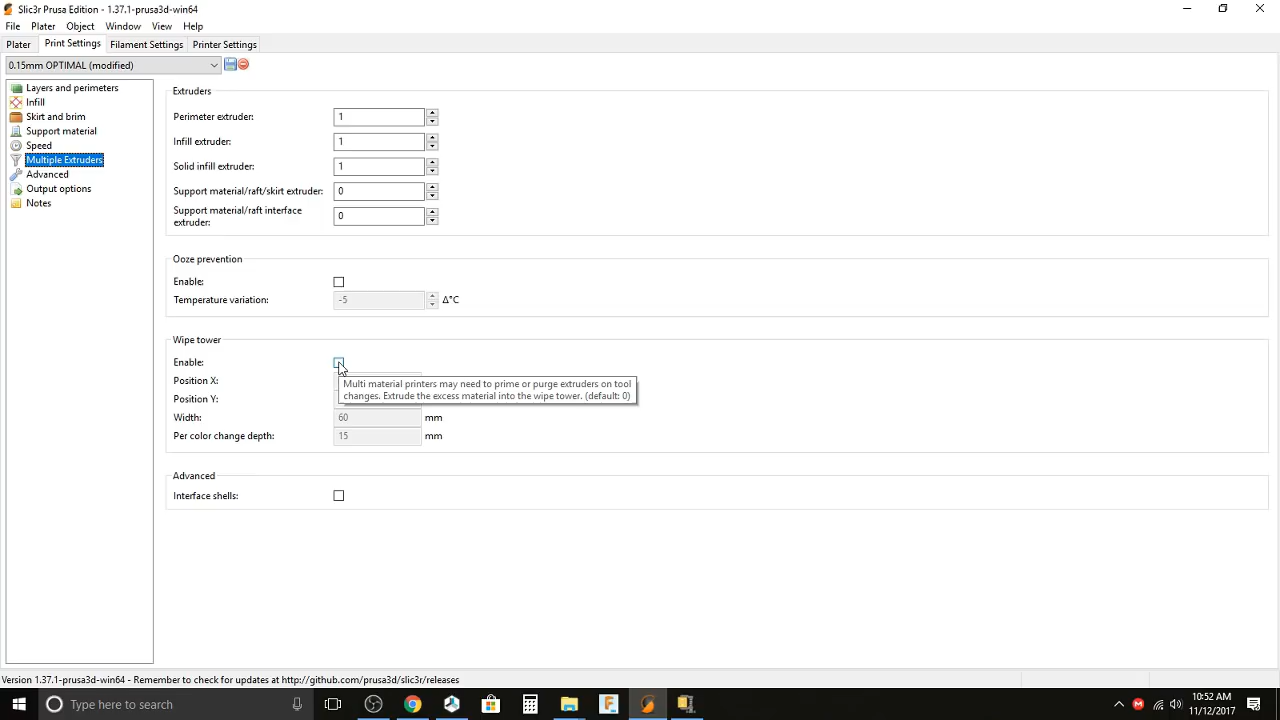 Slic3r Prusa Edition - 1.37.1-prusa3d-win64
File Plater Object Window View Help
Plater Print Settings Filament Settings Printer Settings
0.15mm OPTIMAL (modified)
Layers and perimeters
Infill
Skirt and brim
Support material
Speed
Multiple Extruders
Advanced
Output options
Notes
Extruders
Perimeter extruder: 1
Infill extruder: 1
Solid infill extruder: 1
Support material/raft/skirt extruder: 0
Support material/raft interface
extruder: 0
Ooze prevention
Enable:
Temperature variation: -5 Δ°C
Wipe tower
Enable:
Position X:
Multi material printers may need to prime or purge extruders on tool
changes. Extrude the excess material into the wipe tower. (default: 0)
Position Y:
Width: 60 mm
Per color change depth: 15 mm
Advanced
Interface shells:
Version 1.37.1-prusa3d-win64 - Remember to check for updates at http://github.com/prusa3d/slic3r/releases
Type here to search
10:52 AM
11/12/2017